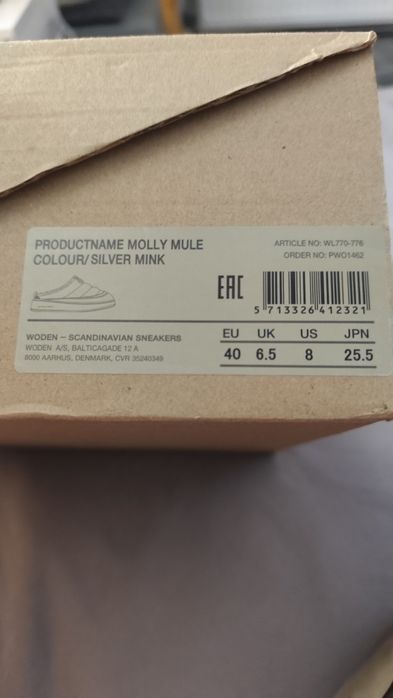 PRODUCTNAME MOLLY MULE
COLOUR/ SILVER MINK
ARTICLE NO: WL770-776
ORDER NO: PWO1462
EAC
5 713326 412321
WODEN – SCANDINAVIAN SNEAKERS
WODEN A/S, BALTICAGADE 12 A
8000 AARHUS, DENMARK, CVR 35240349
EU UK US JPN
40 6.5 8 25.5